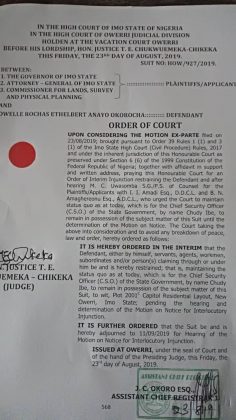 IN THE HIGH COURT OF IMO STATE OF NIGERIA
IN THE HIGH COURT OF OWERRI JUDICIAL DIVISION
HOLDEN AT THE VACATION COURT OWERRI
BEFORE HIS LORDSHIP, HON. JUSTICE T. E. CHUKWUEMEKA-CHIKEKA
THIS FRIDAY, THE 23RD DAY OF AUGUST, 2019.
SUIT NO: HOW/927/2019.
BETWEEN:
1. THE GOVERNOR OF IMO STATE
2. ATTORNEY - GENERAL OF IMO STATE
3. COMMISSIONER FOR LANDS, SURVEY AND PHYSICAL PLANNING
PLAINTIFFS/APPLICANTS
AND
OWELLE ROCHAS ETHELBERT ANAYO OKOROCHA:::::::: DEFENDANT
ORDER OF COURT
UPON CONSIDERING THE MOTION EX-PARTE filed on
23/08/2019; brought pursuant to Order 39 Rules 1 (1) and 3
(1) of the Imo State High Court (Civil Procedure) Rules, 2017
and under the inherent jurisdiction of this Honourable Court as
preserved under Section 6 (6) of the 1999 Constitution of the
Federal Republic of Nigeria, together with affidavit in support
and written address, praying this Honourable Court for an
Order of Interim Injunction restraining the Defendant and after
hearing M. C. Uwasomba S.G./P.S. of Counsel for the
Plaintiffs/Applicants with I. I. Amadi Esq., D.D.C.L. and B. N.
Amaghereonu Esq., A.D.C.L., who urged the Court to maintain
status quo as at today, which is for the Chief Security Officer
(C.S.O.) of the State Government, by name Chudy Ibe, to
remain in possession of the subject matter of this Suit until the
determination of the Motion on Notice. The Court taking the
above into consideration and to avoid any breakdown of peace,
law and order, hereby ordered as follows:
IT IS HEREBY ORDERED IN THE INTERIM that the
Defendant, either by himself, servants, agents, workmen,
subordinates and/or person(s) claiming through or under
him be and is hereby restrained; that is, maintaining the
status quo as at today, which is for the Chief Security
Officer (C.S.O.) of the State Government, by name Chudy
Ibe, to remain in possession of the subject matter of this
Suit, to wit, Plot 2001 Capital Residential Layout, New
Owerri, Imo State; pending the hearing and
determination of the Motion on Notice for Interlocutory
Injunction.
IT IS FURTHER ORDERED that the Suit be and is
hereby adjourned to 11/09/2019 for Hearing of the
Motion on Notice for Interlocutory Injunction.
ISSUED AT OWERRI, under the seal of Court and
of the hand of the Presiding Judge, this Friday, the
23rd day of August, 2019.
JUSTICE T. E.
CHIKEKA
(JUDGE)
ASSISTANT CHIEF REGISTRAR
J. C. OKORO ESQ.
ASSISTANT CHIEF REGISTRAR 1